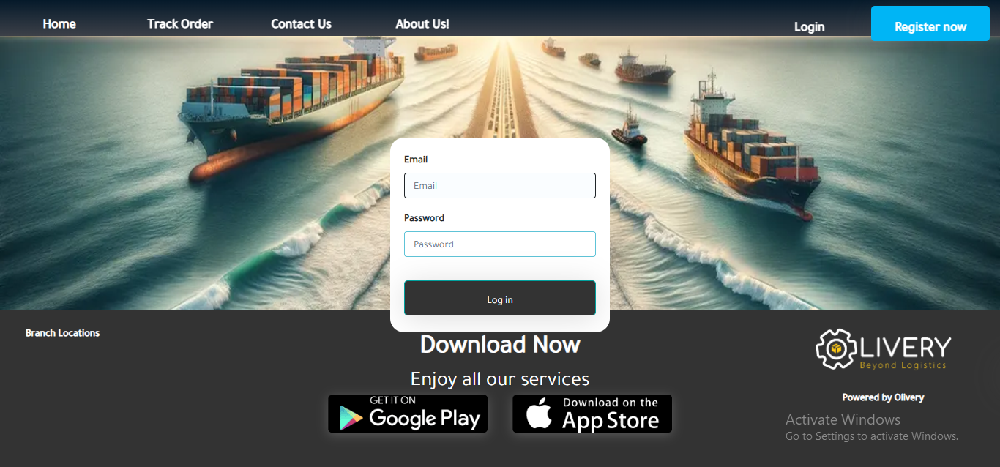 Home
Track Order
Contact Us
About Us!
Login
Register now
Email
Email
Password
Password
Log in
Branch Locations
Download Now
Enjoy all our services
GET IT ON
Google Play
Download on the
App Store
OLIVERY
Beyond Logistics
Powered by Olivery
Activate Windows
Go to Settings to activate Windows.